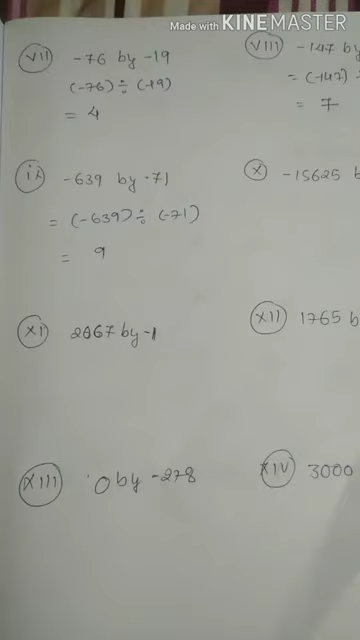 Made with KINEMASTER
VII -76 by -19
(-76) ÷ (-19)
= 4
VIII -147 by
= (-147) ÷
= 7
ix -639 by -71
= (-639) ÷ (-71)
= 9
X -15625 b
XI by -1
XII 1765 b
XIII 0 by -278
XIV 3000